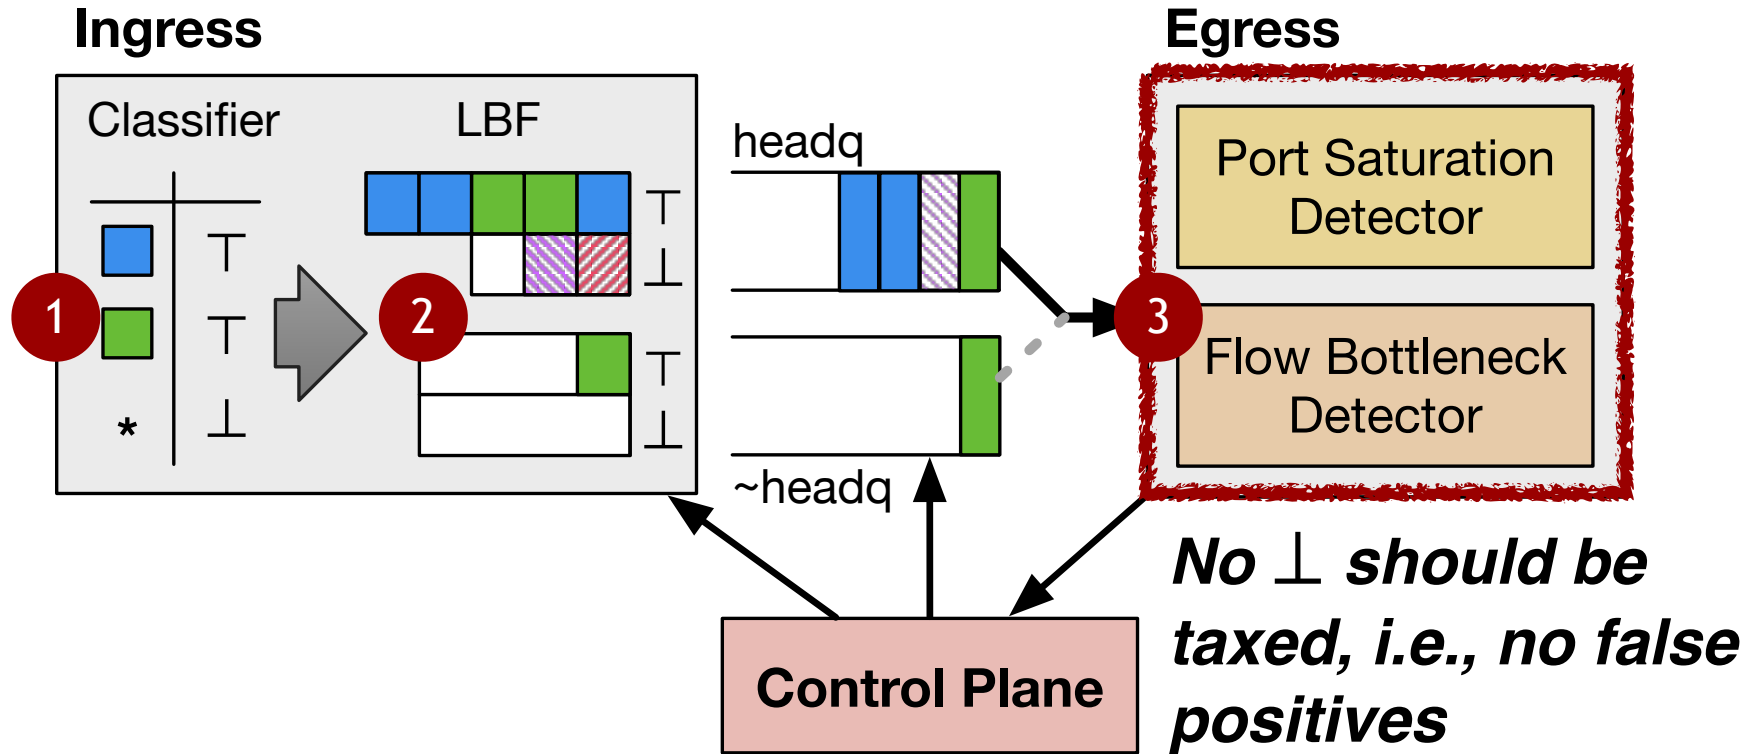 Ingress
Classifier
LBF
⊤
⊤
*
⊥
1
2
⊤
⊥
⊤
⊥
headq
~headq
Egress
3
Port Saturation
Detector
Flow Bottleneck
Detector
Control Plane
No ⊥ should be
taxed, i.e., no false
positives